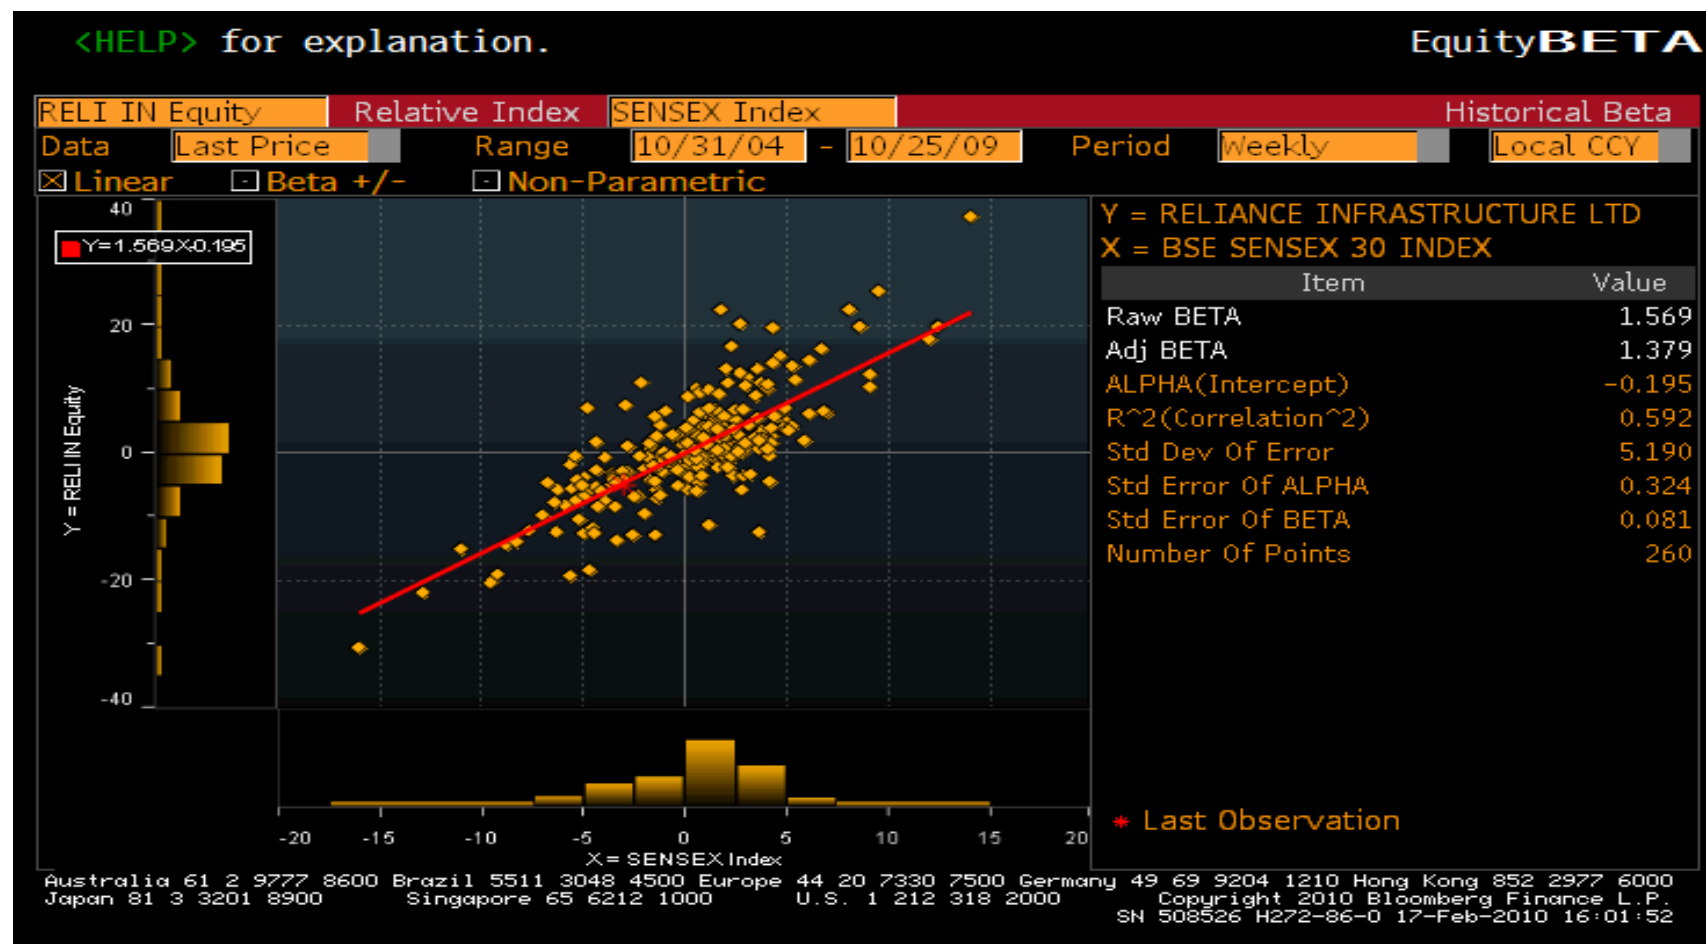 <HELP> for explanation. EquityBETA
RELI IN Equity Relative Index SENSEX Index Historical Beta
Data Last Price Range 10/31/04 - 10/25/09 Period Weekly Local CCY
Linear Beta +/- Non-Parametric
40
Y=1.569X-0.195
20
0
-20
-40
Y = RELI IN Equity
-20 -15 -10 -5 0 5 10 15 20
X = SENSEX Index
Y = RELIANCE INFRASTRUCTURE LTD
X = BSE SENSEX 30 INDEX
Item Value
Raw BETA 1.569
Adj BETA 1.379
ALPHA(Intercept) -0.195
R^2(Correlation^2) 0.592
Std Dev Of Error 5.190
Std Error Of ALPHA 0.324
Std Error Of BETA 0.081
Number Of Points 260
* Last Observation
Australia 61 2 9777 8600 Brazil 5511 3048 4500 Europe 44 20 7330 7500 Germany 49 69 9204 1210 Hong Kong 852 2977 6000
Japan 81 3 3201 8900 Singapore 65 6212 1000 U.S. 1 212 318 2000 Copyright 2010 Bloomberg Finance L.P.
SN 508526 H272-86-0 17-Feb-2010 16:01:52